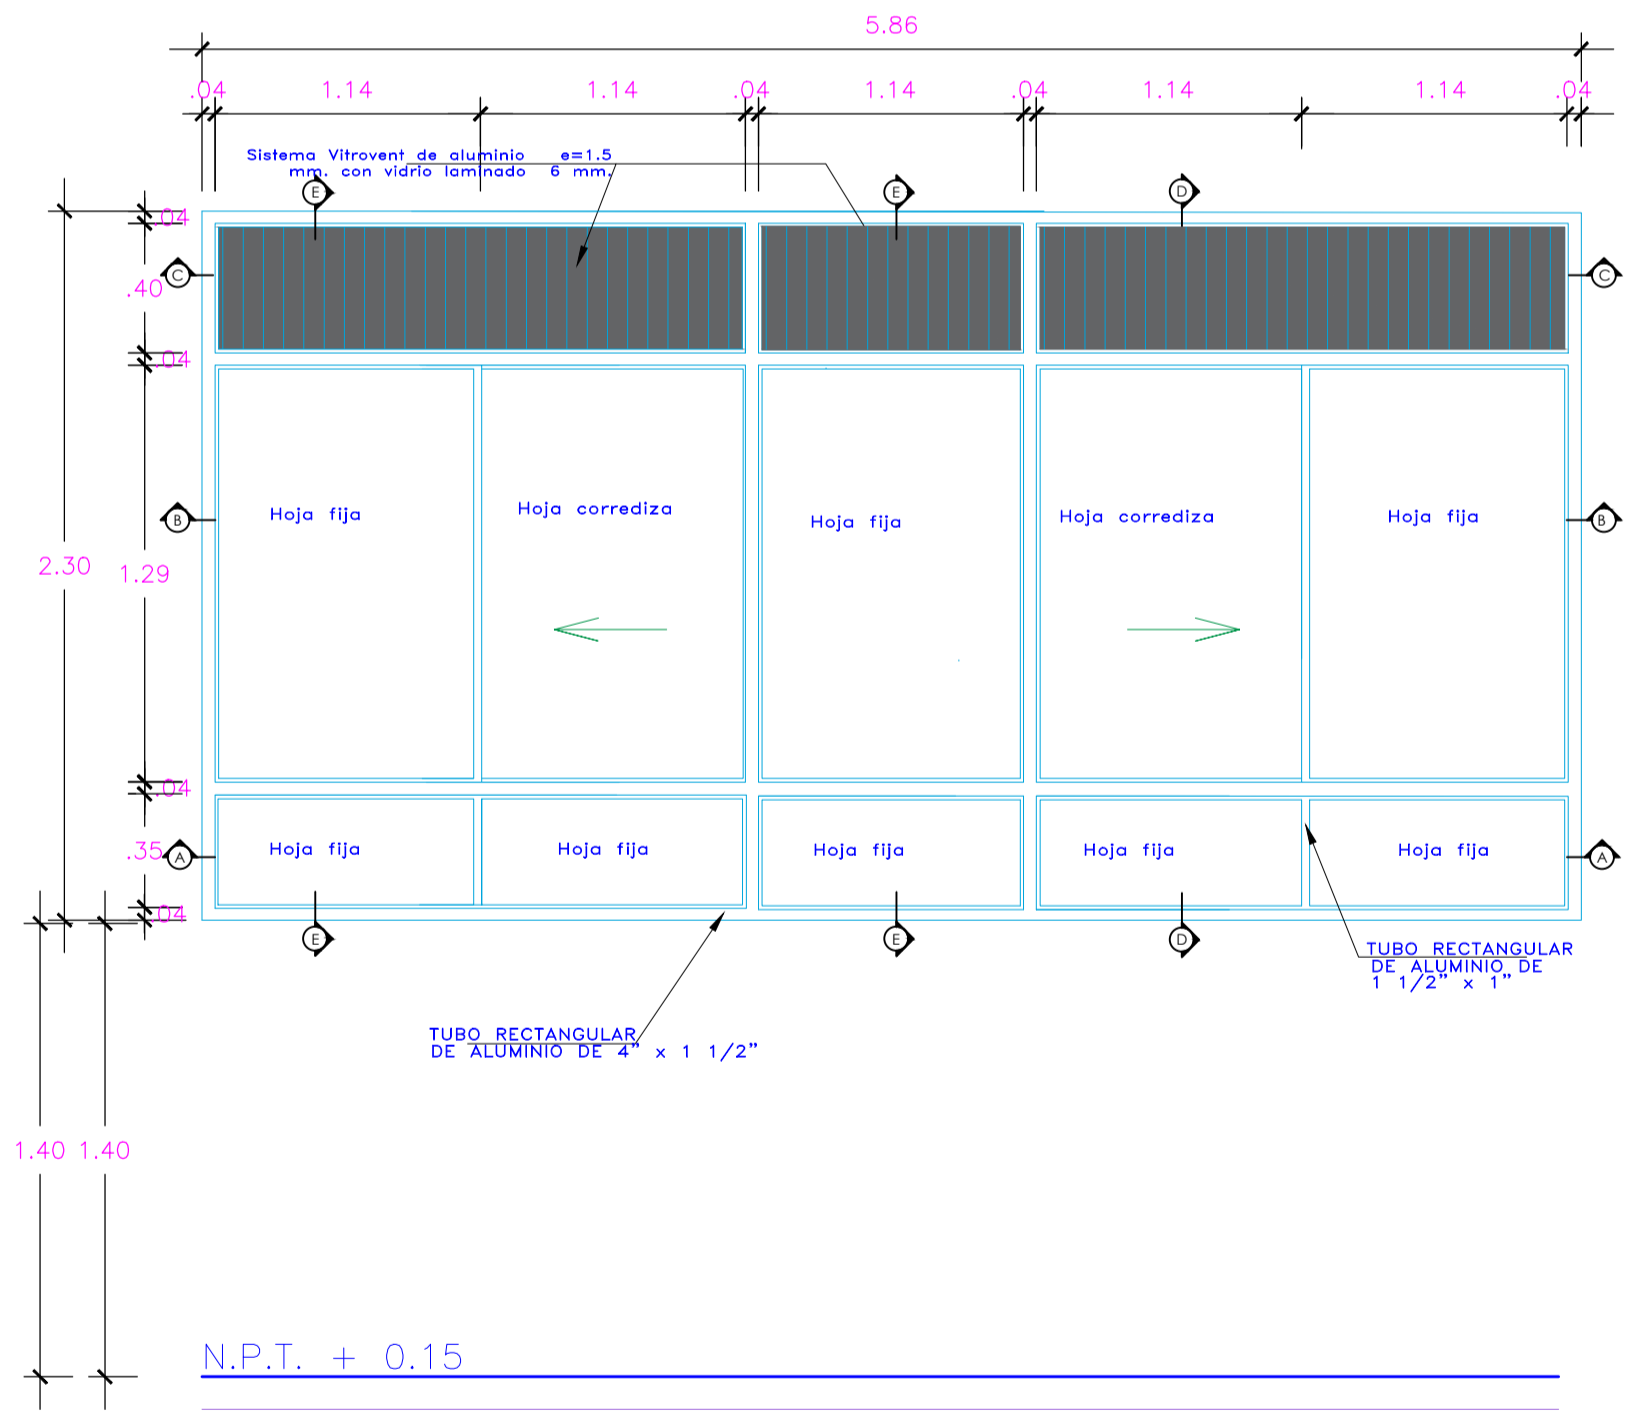 5.86
.04 1.14 1.14 .04 1.14 .04 1.14 1.14 .04
Sistema Vitrovent de aluminio e=1.5
mm. con vidrio laminado 6 mm.
E E D
.04
C .40 C
.04
Hoja fija Hoja corrediza Hoja fija Hoja corrediza Hoja fija
B B
2.30 1.29
.04
Hoja fija Hoja fija Hoja fija Hoja fija Hoja fija
.35 A A
.04
E E D
TUBO RECTANGULAR
DE ALUMINIO DE
1 1/2” x 1”
TUBO RECTANGULAR
DE ALUMINIO DE 4” x 1 1/2”
1.40 1.40
N.P.T. + 0.15